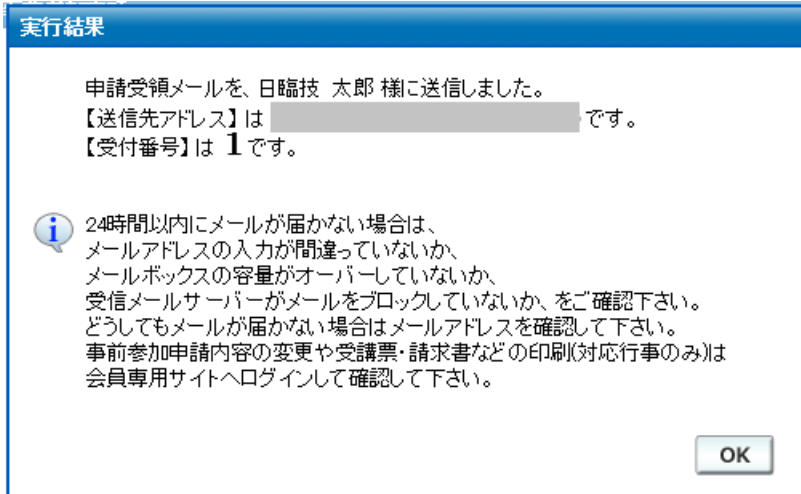 実行結果
申請受領メールを、日臨技 太郎 様に送信しました。
【送信先アドレス】は です。
【受付番号】は 1です。
24時間以内にメールが届かない場合は、
メールアドレスの入力が間違っていないか、
メールボックスの容量がオーバーしていないか、
受信メールサーバーがメールをブロックしていないか、をご確認下さい。
どうしてもメールが届かない場合はメールアドレスを確認して下さい。
事前参加申請内容の変更や受講票・請求書などの印刷(対応行事のみ)は
会員専用サイトへログインして確認して下さい。
OK